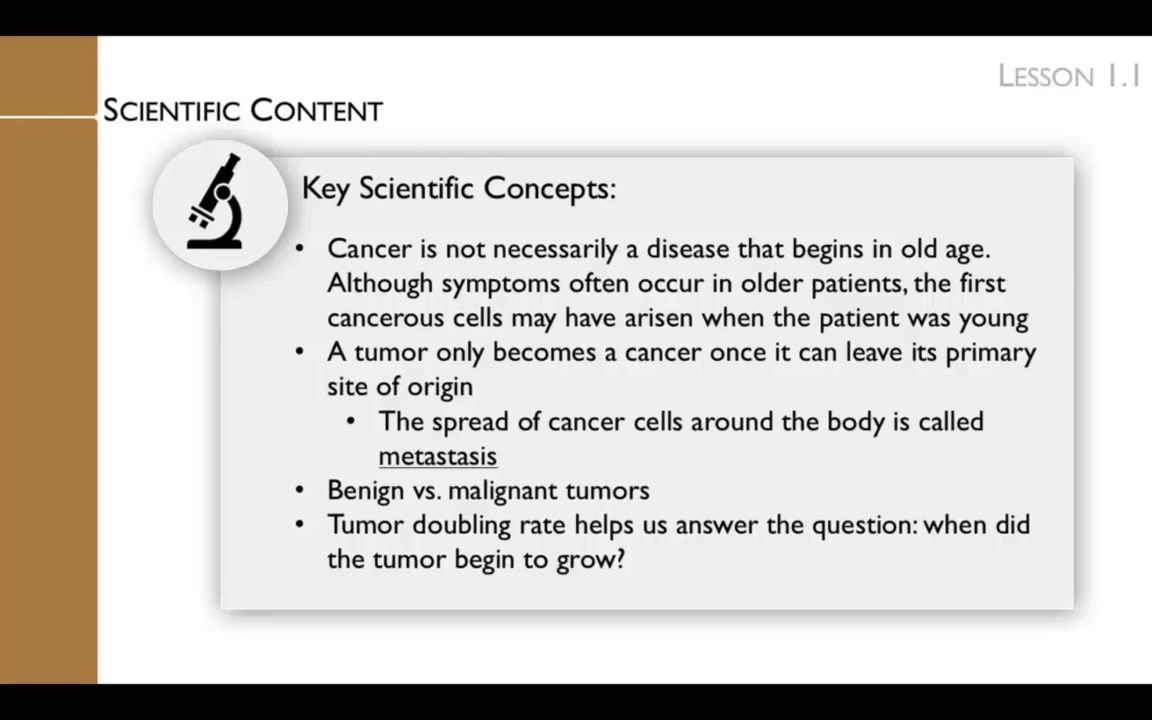 LESSON 1.1
SCIENTIFIC CONTENT
Key Scientific Concepts:
• Cancer is not necessarily a disease that begins in old age.
Although symptoms often occur in older patients, the first
cancerous cells may have arisen when the patient was young
• A tumor only becomes a cancer once it can leave its primary
site of origin
• The spread of cancer cells around the body is called
metastasis
• Benign vs. malignant tumors
• Tumor doubling rate helps us answer the question: when did
the tumor begin to grow?